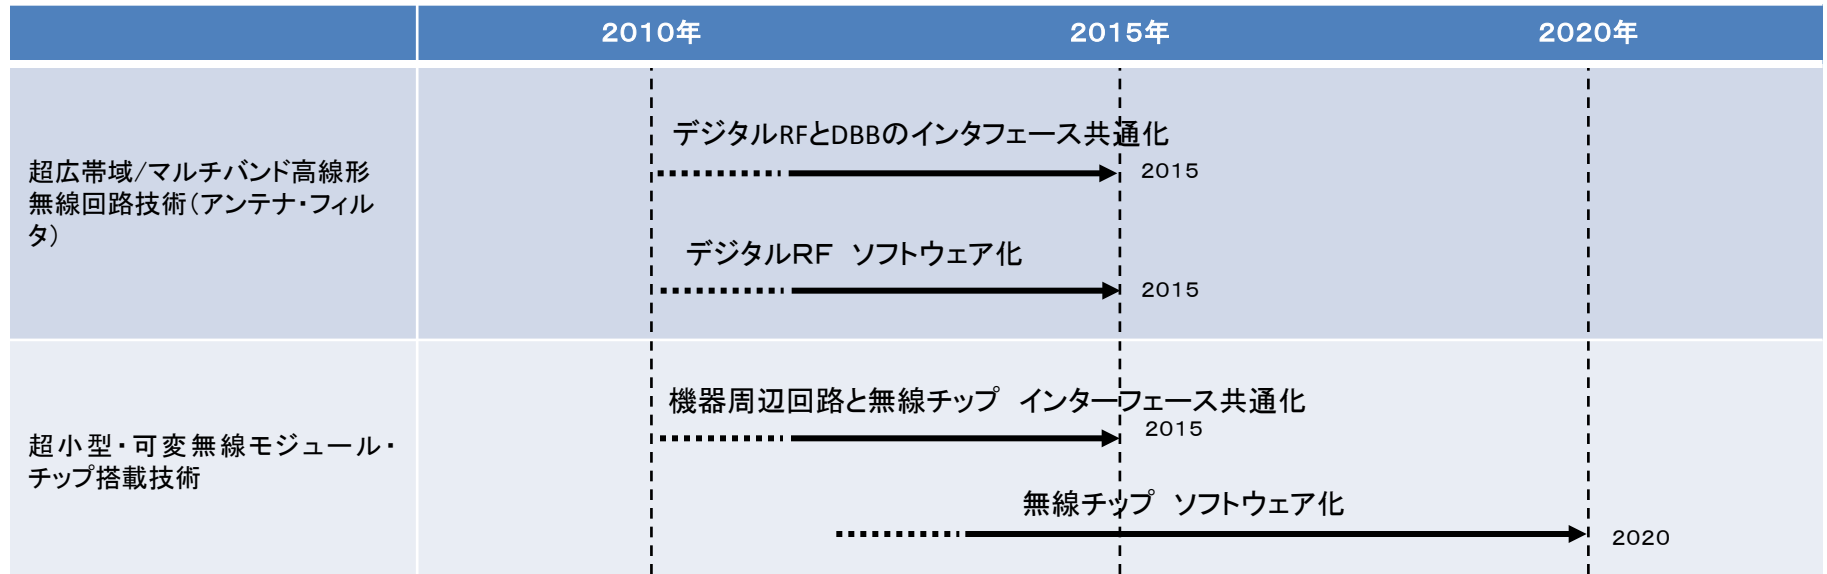 ２０１０年 ２０１５年 ２０２０年
超広帯域/マルチバンド高線形
無線回路技術（アンテナ・フィル
タ）
デジタルRFとDBBのインタフェース共通化
２０１５
デジタルＲＦ　ソフトウェア化
２０１５
超小型・可変無線モジュール・
チップ搭載技術
機器周辺回路と無線チップ　インターフェース共通化
２０１５
無線チップ　ソフトウェア化
２０２０